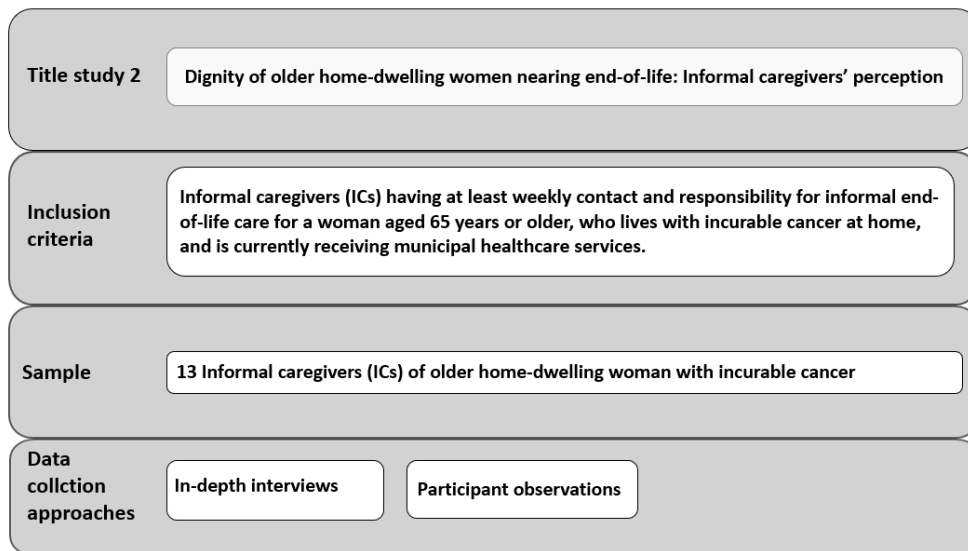 Title study 2
Dignity of older home-dwelling women nearing end-of-life: Informal caregivers’ perception
Inclusion
criteria
Informal caregivers (ICs) having at least weekly contact and responsibility for informal end-
of-life care for a woman aged 65 years or older, who lives with incurable cancer at home,
and is currently receiving municipal healthcare services.
Sample
13 Informal caregivers (ICs) of older home-dwelling woman with incurable cancer
Data
collction
approaches
In-depth interviews
Participant observations